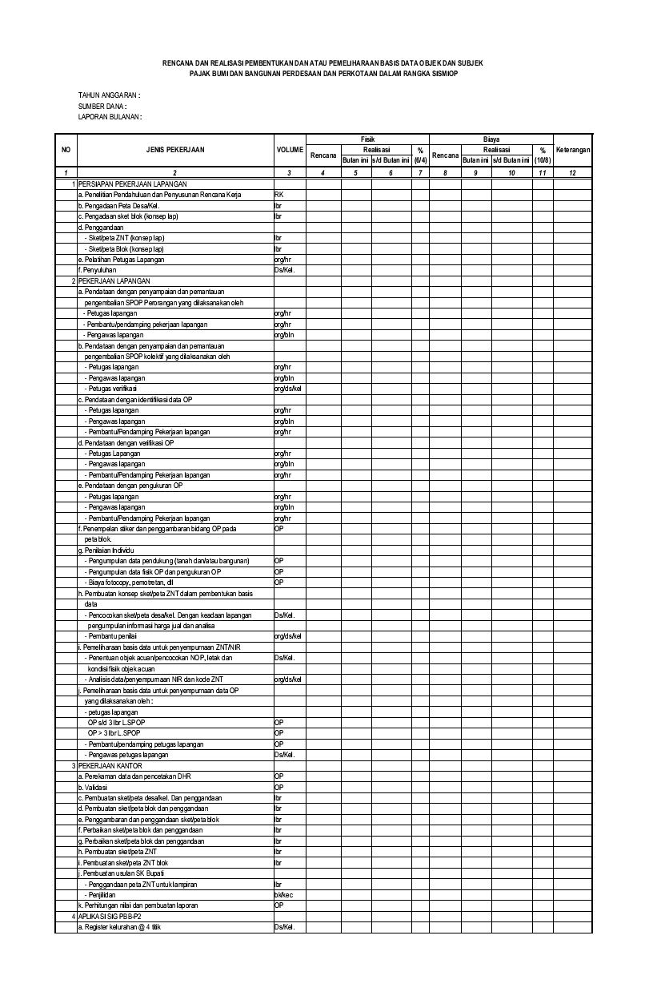 RENCANA DAN REALISASI PEMBENTUKAN DAN ATAU PEMELIHARAAN BASIS DATA OBJEK DAN SUBJEK
PAJAK BUMI DAN BANGUNAN PERDESAAN DAN PERKOTAAN DALAM RANGKA SISMIOP
TAHUN ANGGARAN :
SUMBER DANA :
LAPORAN BULANAN :
NO JENIS PEKERJAAN VOLUME Fisik Biaya Keterangan
Rencana Realisasi % (6/4) Rencana Realisasi % (10/8)
Bulan ini s/d Bulan ini Bulan ini s/d Bulan ini
1 2 3 4 5 6 7 8 9 10 11 12
1 PERSIAPAN PEKERJAAN LAPANGAN
a. Penelitian Pendahuluan dan Penyusunan Rencana Kerja RK
b. Pengadaan Peta Desa/Kel. lbr
c. Pengadaan sket blok (konsep lap) lbr
d. Penggandaan
- Sket/peta ZNT (konsep lap) lbr
- Sket/peta Blok (konsep lap) lbr
e. Pelatihan Petugas Lapangan org/hr
f. Penyuluhan Ds/Kel.
2 PEKERJAAN LAPANGAN
a. Pendataan dengan penyampaian dan pemantauan
pengembalian SPOP Perorangan yang dilaksanakan oleh
- Petugas lapangan org/hr
- Pembantu/pendamping pekerjaan lapangan org/hr
- Pengawas lapangan org/bln
b. Pendataan dengan penyampaian dan pemantauan
pengembalian SPOP kolektif yang dilaksanakan oleh
- Petugas lapangan org/hr
- Pengawas lapangan org/bln
- Petugas verifikasi org/ds/kel
c. Pendataan dengan identifikasi data OP
- Petugas lapangan org/hr
- Pengawas lapangan org/bln
- Pembantu/Pendamping Pekerjaan lapangan org/hr
d. Pendataan dengan verifikasi OP
- Petugas Lapangan org/hr
- Pengawas lapangan org/bln
- Pembantu/Pendamping Pekerjaan lapangan org/hr
e. Pendataan dengan pengukuran OP
- Petugas lapangan org/hr
- Pengawas lapangan org/bln
- Pembantu/Pendamping Pekerjaan lapangan org/hr
f. Penempelan stiker dan penggambaran bidang OP pada OP
peta blok.
g. Penilaian Individu
- Pengumpulan data pendukung (tanah dan/atau bangunan) OP
- Pengumpulan data fisik OP dan pengukuran OP OP
- Biaya fotocopy, pemotretan, dll OP
h. Pembuatan konsep sket/peta ZNT dalam pembentukan basis
data
- Pencocokan sket/peta desa/kel. Dengan keadaan lapangan Ds/Kel.
pengumpulan informasi harga jual dan analisa
- Pembantu penilai org/ds/kel
i. Pemeliharaan basis data untuk penyempurnaan ZNT/NIR
- Penentuan objek acuan/pencocokan NOP, letak dan Ds/Kel.
kondisi fisik objek acuan
- Analisis data/penyempurnaan NIR dan kode ZNT org/ds/kel
j. Pemeliharaan basis data untuk penyempurnaan data OP
yang dilaksanakan oleh :
- petugas lapangan
OP s/d 3 lbr L.SPOP OP
OP > 3 lbr L.SPOP OP
- Pembantu/pendamping petugas lapangan OP
- Pengawas petugas lapangan Ds/Kel.
3 PEKERJAAN KANTOR
a. Perekaman data dan pencetakan DHR OP
b. Validasi OP
c. Pembuatan sket/peta desa/kel. Dan penggandaan lbr
d. Pembuatan sket/peta blok dan penggandaan lbr
e. Penggambaran dan penggandaan sket/peta blok lbr
f. Perbaikan sket/peta blok dan penggandaan lbr
g. Perbaikan sket/peta blok dan penggandaan lbr
h. Pembuatan sket/peta ZNT lbr
i. Pembuatan sket/peta ZNT blok lbr
j. Pembuatan usulan SK Bupati
- Penggandaan peta ZNT untuk lampiran lbr
- Penjilidan bk/kec
k. Perhitungan nilai dan pembuatan laporan OP
4 APLIKASI SIG PBB-P2
a. Register kelurahan @ 4 titik Ds/Kel.